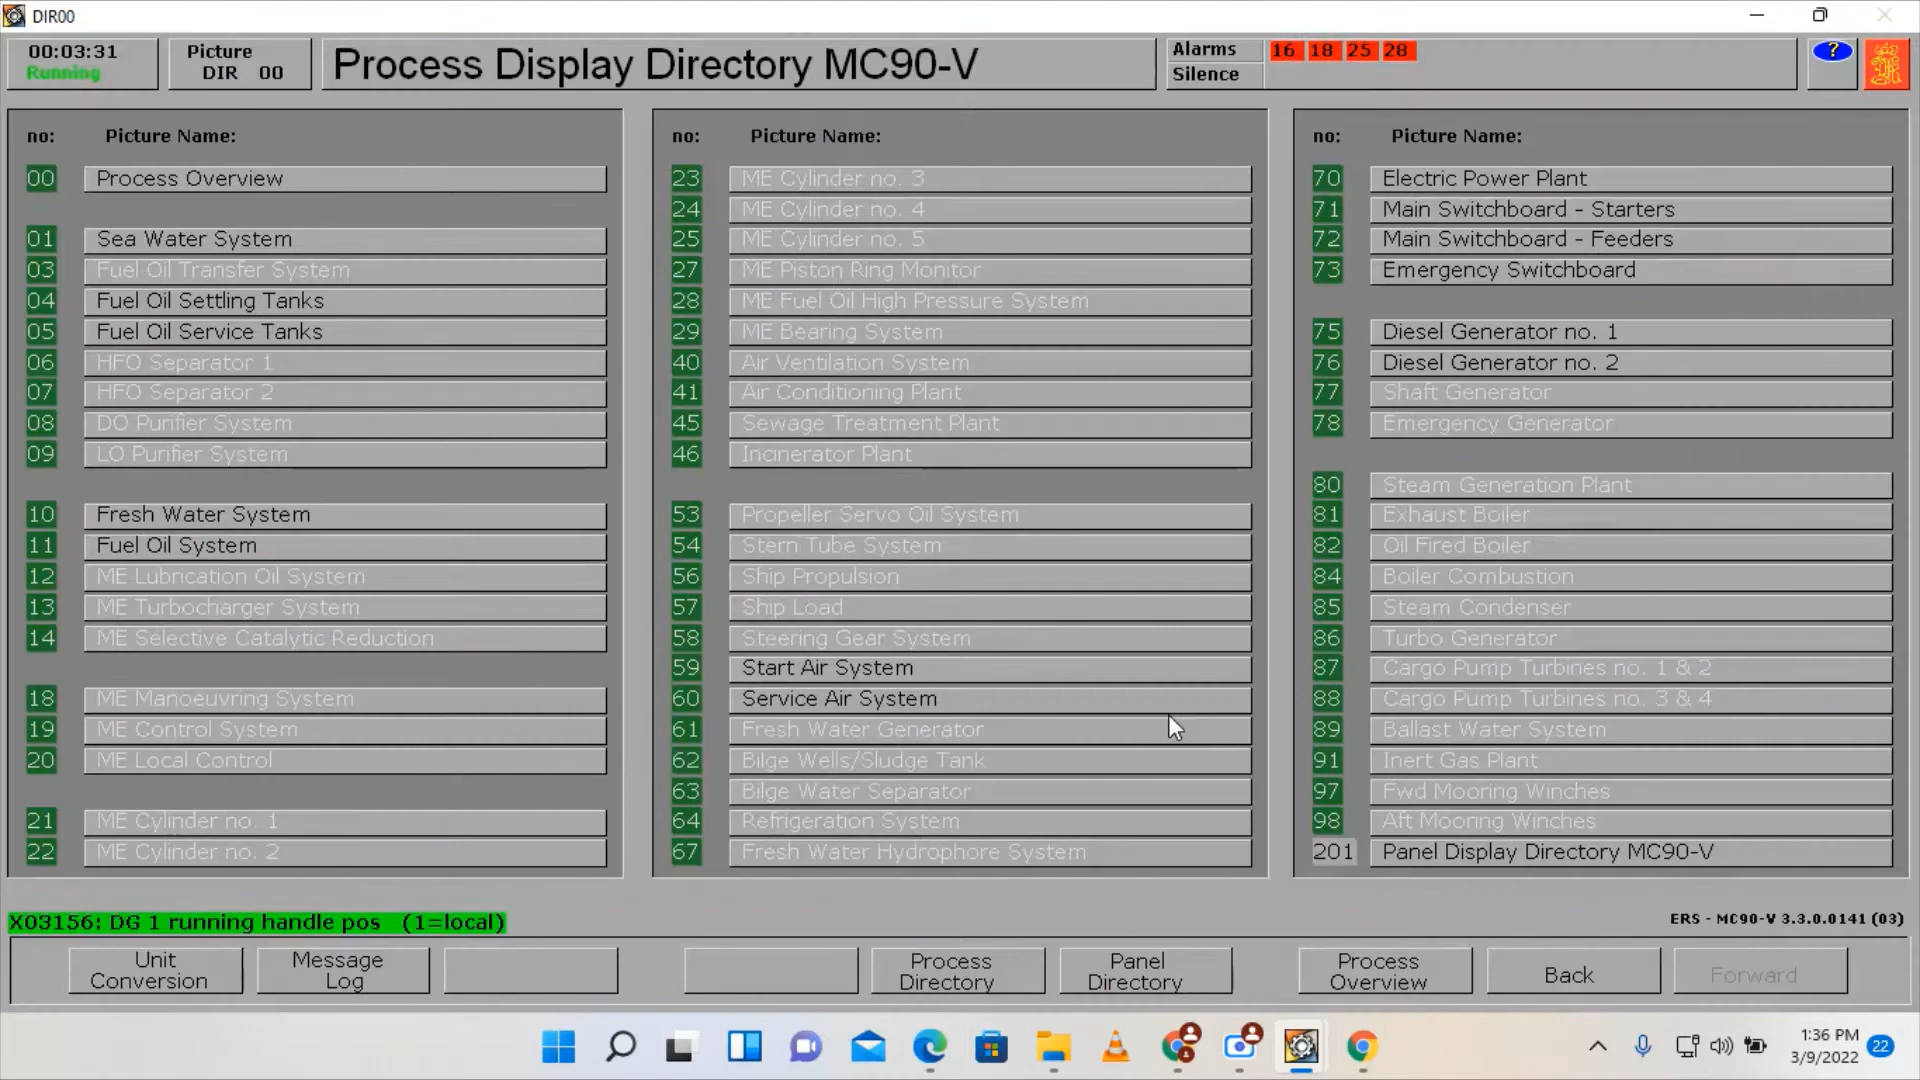 DIR00
00:03:31
Running
Picture
DIR 00
Process Display Directory MC90-V
Alarms
Silence
16 18 25 28
?
no: Picture Name:
00 Process Overview
01 Sea Water System
03 Fuel Oil Transfer System
04 Fuel Oil Settling Tanks
05 Fuel Oil Service Tanks
06 HFO Separator 1
07 HFO Separator 2
08 DO Purifier System
09 LO Purifier System
10 Fresh Water System
11 Fuel Oil System
12 ME Lubrication Oil System
13 ME Turbocharger System
14 ME Selective Catalytic Reduction
18 ME Manoeuvring System
19 ME Control System
20 ME Local Control
21 ME Cylinder no. 1
22 ME Cylinder no. 2
no: Picture Name:
23 ME Cylinder no. 3
24 ME Cylinder no. 4
25 ME Cylinder no. 5
27 ME Piston Ring Monitor
28 ME Fuel Oil High Pressure System
29 ME Bearing System
40 Air Ventilation System
41 Air Conditioning Plant
45 Sewage Treatment Plant
46 Incinerator Plant
53 Propeller Servo Oil System
54 Stern Tube System
56 Ship Propulsion
57 Ship Load
58 Steering Gear System
59 Start Air System
60 Service Air System
61 Fresh Water Generator
62 Bilge Wells/Sludge Tank
63 Bilge Water Separator
64 Refrigeration System
67 Fresh Water Hydrophore System
no: Picture Name:
70 Electric Power Plant
71 Main Switchboard - Starters
72 Main Switchboard - Feeders
73 Emergency Switchboard
75 Diesel Generator no. 1
76 Diesel Generator no. 2
77 Shaft Generator
78 Emergency Generator
80 Steam Generation Plant
81 Exhaust Boiler
82 Oil Fired Boiler
84 Boiler Combustion
85 Steam Condenser
86 Turbo Generator
87 Cargo Pump Turbines no. 1 & 2
88 Cargo Pump Turbines no. 3 & 4
89 Ballast Water System
91 Inert Gas Plant
97 Fwd Mooring Winches
98 Aft Mooring Winches
201 Panel Display Directory MC90-V
X03156: DG 1 running handle pos (1=local)
ERS - MC90-V 3.3.0.0141 (03)
Unit
Conversion
Message
Log
Process
Directory
Panel
Directory
Process
Overview
Back
Forward
1:36 PM
3/9/2022
22